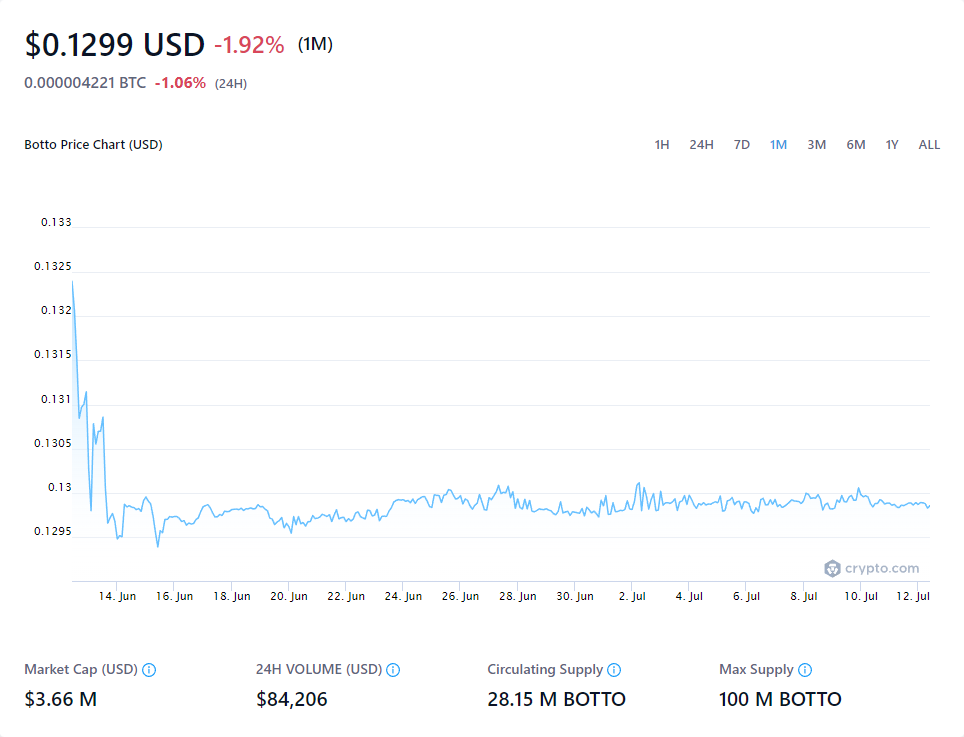 $0.1299 USD -1.92% (1M)
0.000004221 BTC -1.06% (24H)
Botto Price Chart (USD) 1H 24H 7D 1M 3M 6M 1Y ALL
0.133
0.1325
0.132
0.1315
0.131
0.1305
0.13
0.1295
crypto.com
14. Jun 16. Jun 18. Jun 20. Jun 22. Jun 24. Jun 26. Jun 28. Jun 30. Jun 2. Jul 4. Jul 6. Jul 8. Jul 10. Jul 12. Jul
Market Cap (USD) 24H VOLUME (USD) Circulating Supply Max Supply
$3.66 M $84,206 28.15 M BOTTO 100 M BOTTO